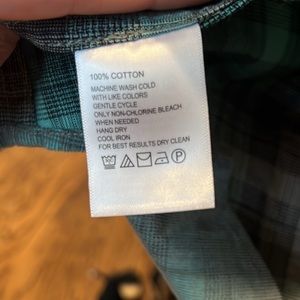 100% COTTON
MACHINE WASH COLD
WITH LIKE COLORS
GENTLE CYCLE
ONLY NON-CHLORINE BLEACH
WHEN NEEDED
HANG DRY
COOL IRON
FOR BEST RESULTS DRY CLEAN
P